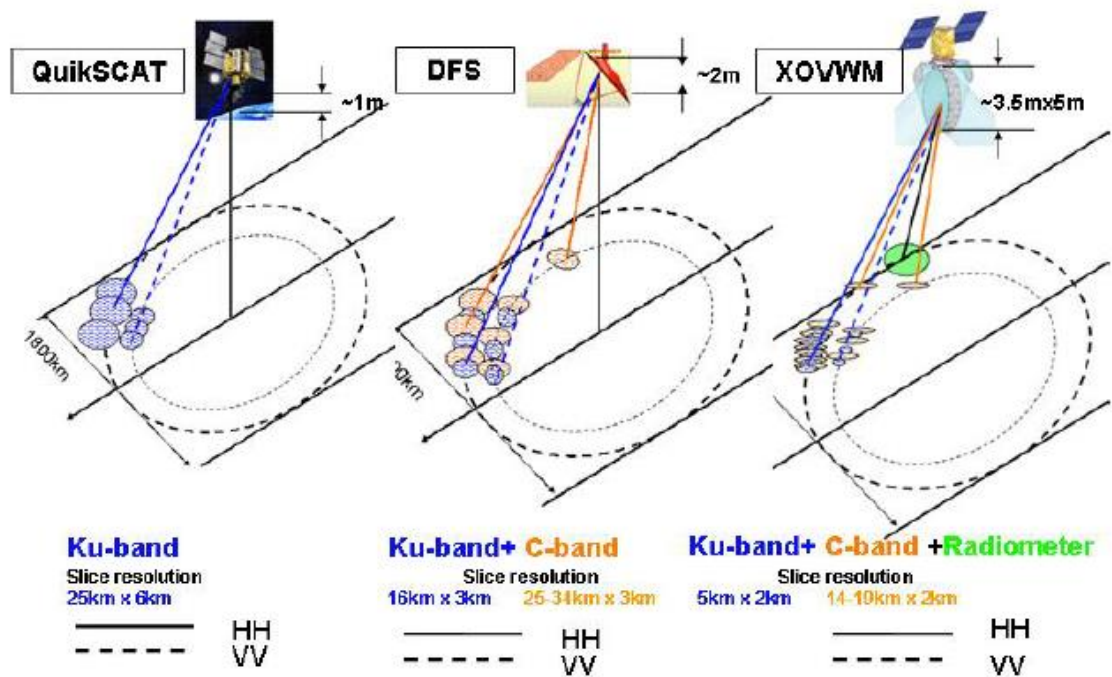 QuikSCAT
~1m
1800km
Ku-band
Slice resolution
25km x 6km
HH
VV
DFS
~2m
00km
Ku-band+ C-band
Slice resolution
16km x 3km 25-34km x 3km
HH
VV
XOVWM
~3.5mx5m
Ku-band+ C-band +Radiometer
Slice resolution
5km x 2km 14-19km x 2km
HH
VV